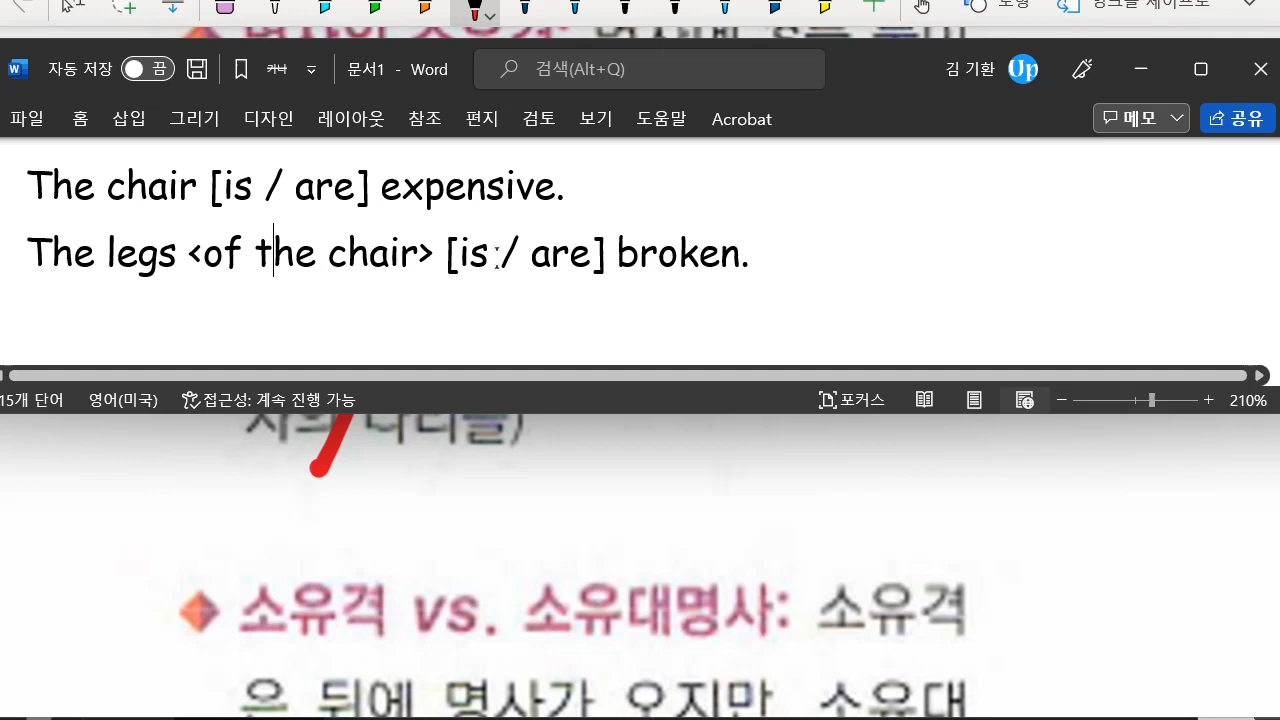 자동 저장 끔 가나 문서1 - Word 검색(Alt+Q) 김 기환 Up
파일 홈 삽입 그리기 디자인 레이아웃 참조 편지 검토 보기 도움말 Acrobat 메모 공유
The chair [is / are] expensive.
The legs <of the chair> [is / are] broken.
15개 단어 영어(미국) 접근성: 계속 진행 가능 포커스 210%
◆ 소유격 vs. 소유대명사: 소유격
은 뒤에 명사가 오지만, 소유대